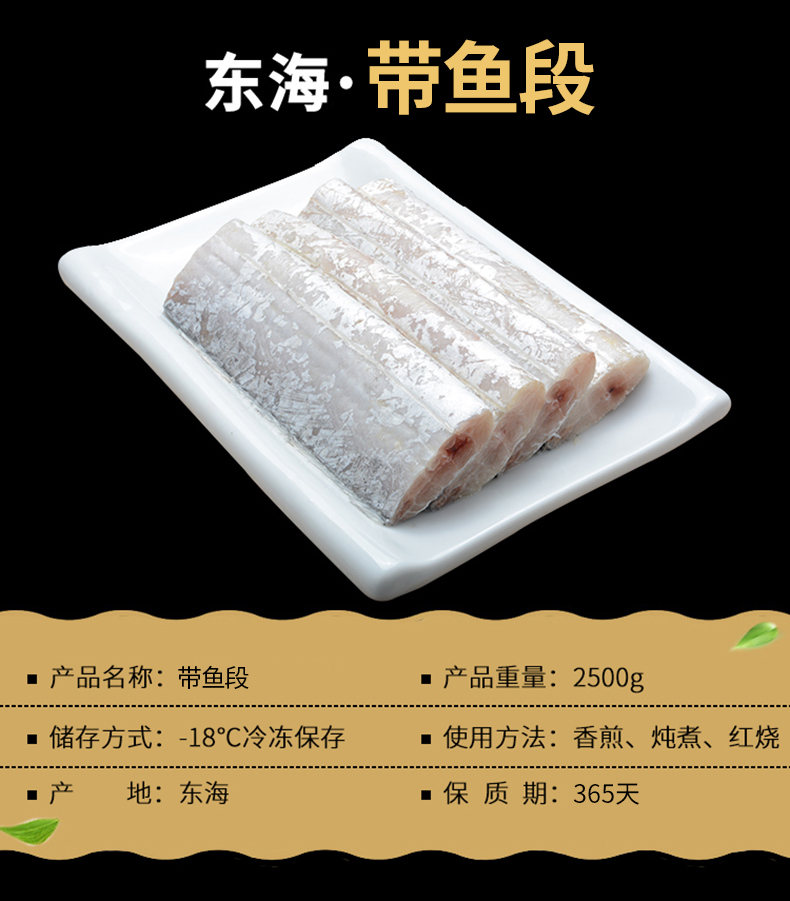 东海·带鱼段
产品名称：带鱼段
产品重量：2500g
储存方式：-18℃冷冻保存
使用方法：香煎、炖煮、红烧
产 地：东海
保 质 期：365天